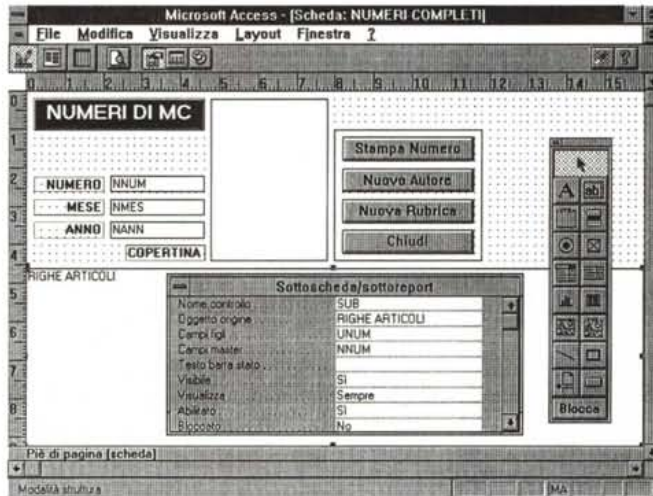 Microsoft Access - [Scheda: NUMERI COMPLETI]
File Modifica Visualizza Layout Finestra ?
NUMERI DI MC
NUMERO NNUM
MESE NMES
ANNO NANN
COPERTINA
Stampa Numero
Nuovo Autore
Nuova Rubrica
Chiudi
RIGHE ARTICOLI
Sottoscheda/sottoreport
Nome controllo SUB
Oggetto origine RIGHE ARTICOLI
Campi figli UNUM
Campi master NNUM
Testo barra stato
Visibile Sì
Visualizza Sempre
Abilitato Sì
Bloccato No
Blocca
Piè di pagina [scheda]
Modalità struttura MA